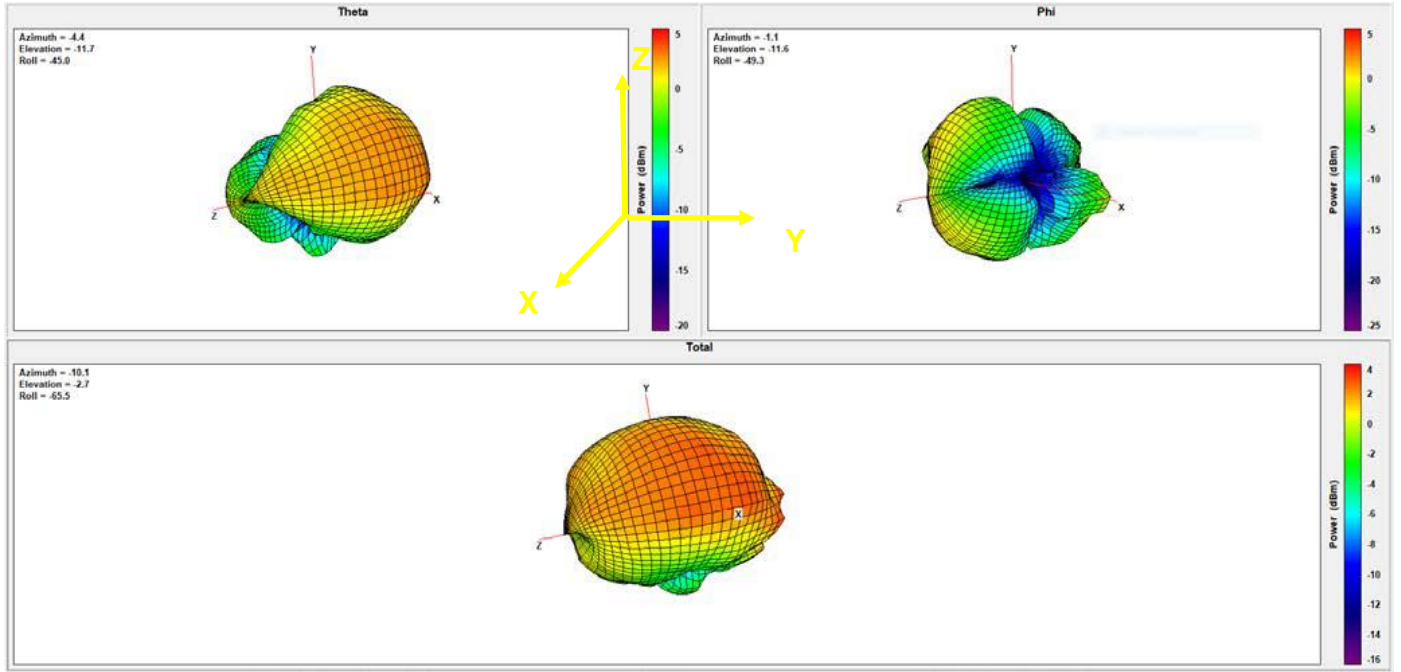 Theta
Azimuth = -4.4
Elevation = -11.7
Roll = -45.0
Y
Z
X
Z
Y
X
5
0
-5
-10
-15
-20
Power (dBm)
Phi
Azimuth = -1.1
Elevation = -11.6
Roll = -49.3
Y
Z
X
5
0
-5
-10
-15
-20
-25
Power (dBm)
Total
Azimuth = -10.1
Elevation = -2.7
Roll = -65.5
Y
X
Z
4
2
0
-2
-4
-6
-8
-10
-12
-14
-16
Power (dBm)